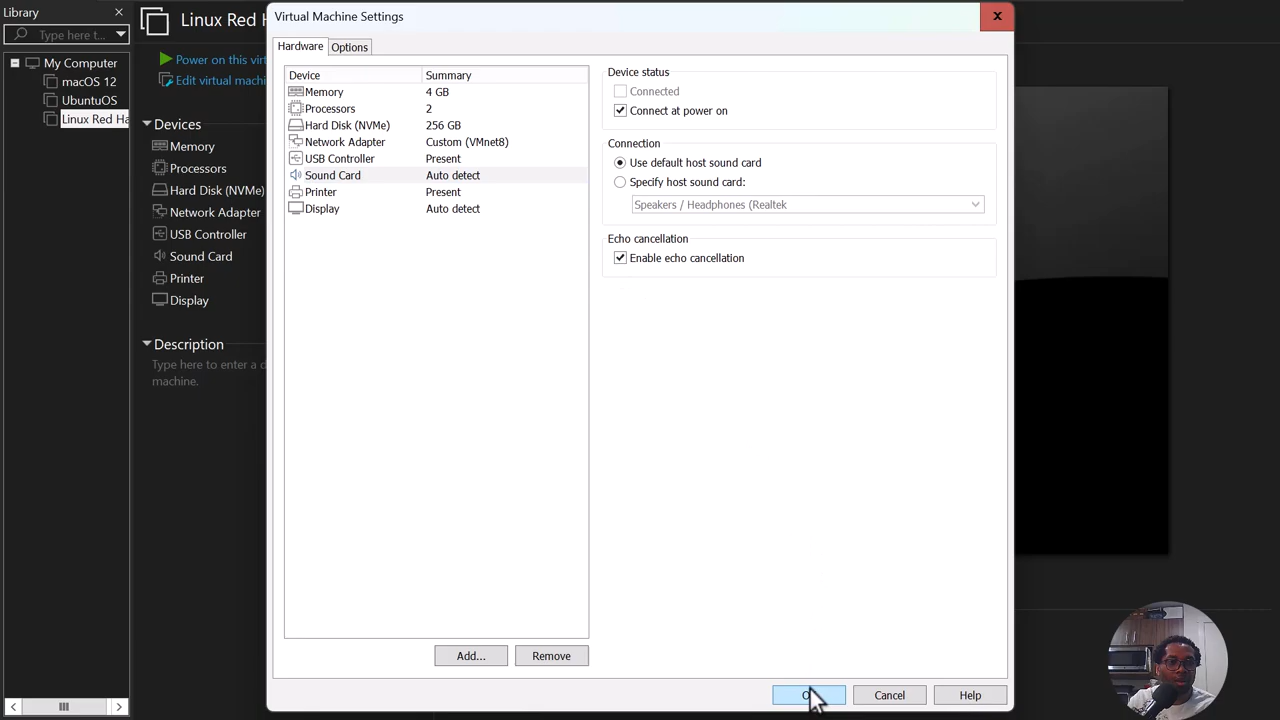 Library
Type here t...
My Computer
macOS 12
UbuntuOS
Linux Red Ha
Linux Red H
Power on this virt
Edit virtual machi
Devices
Memory
Processors
Hard Disk (NVMe)
Network Adapter
USB Controller
Sound Card
Printer
Display
Description
Type here to enter a d
machine.
Virtual Machine Settings
Hardware
Options
Device Summary
Memory 4 GB
Processors 2
Hard Disk (NVMe) 256 GB
Network Adapter Custom (VMnet8)
USB Controller Present
Sound Card Auto detect
Printer Present
Display Auto detect
Add...
Remove
Device status
Connected
Connect at power on
Connection
Use default host sound card
Specify host sound card:
Speakers / Headphones (Realtek
Echo cancellation
Enable echo cancellation
Cancel
Help